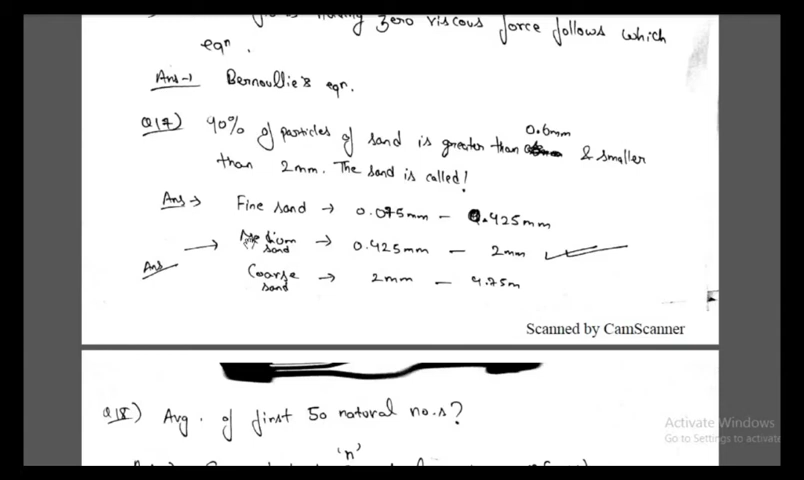 having zero viscous force follows which
eqn.
Ans→ Bernoullie's eqn.
Q17) 90% of particles of sand is greater than 0.6mm & smaller
than 2mm. The sand is called!
Ans→ Fine sand → 0.075mm - 0.425mm
Ans → Medium sand → 0.425mm - 2mm
Coarse sand → 2mm - 4.75m
Scanned by CamScanner
Q18) Avg. of first 50 natural no.s?
'n'
Activate Windows
Go to Settings to activate